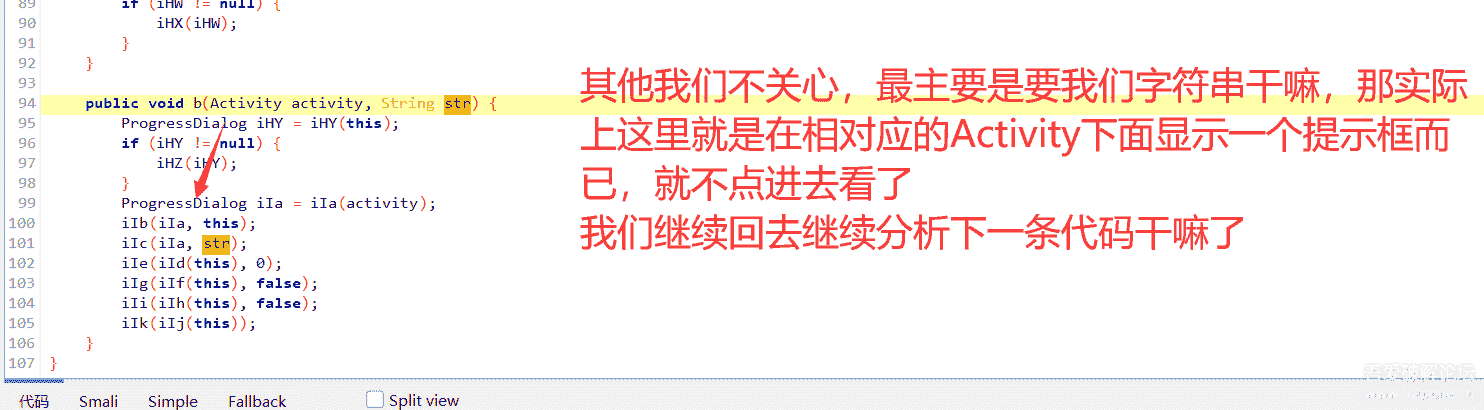 89 if (iHW != null) {
90 iHX(iHW);
91 }
92 }
93
94 public void b(Activity activity, String str) {
95 ProgressDialog iHY = iHY(this);
96 if (iHY != null) {
97 iHZ(iHY);
98 }
99 ProgressDialog iIa = iIa(activity);
100 iIb(iIa, this);
101 iIc(iIa, str);
102 iIe(iId(this), 0);
103 iIg(iIf(this), false);
104 iIi(iIh(this), false);
105 iIk(iIj(this));
106 }
107 }
其他我们不关心，最主要是要我们字符串干嘛，那实际
上这里就是在相对应的Activity下面显示一个提示框而
已，就不点进去看了
我们继续回去继续分析下一条代码干嘛了
吾爱破解论坛
代码 Smali Simple Fallback Split view